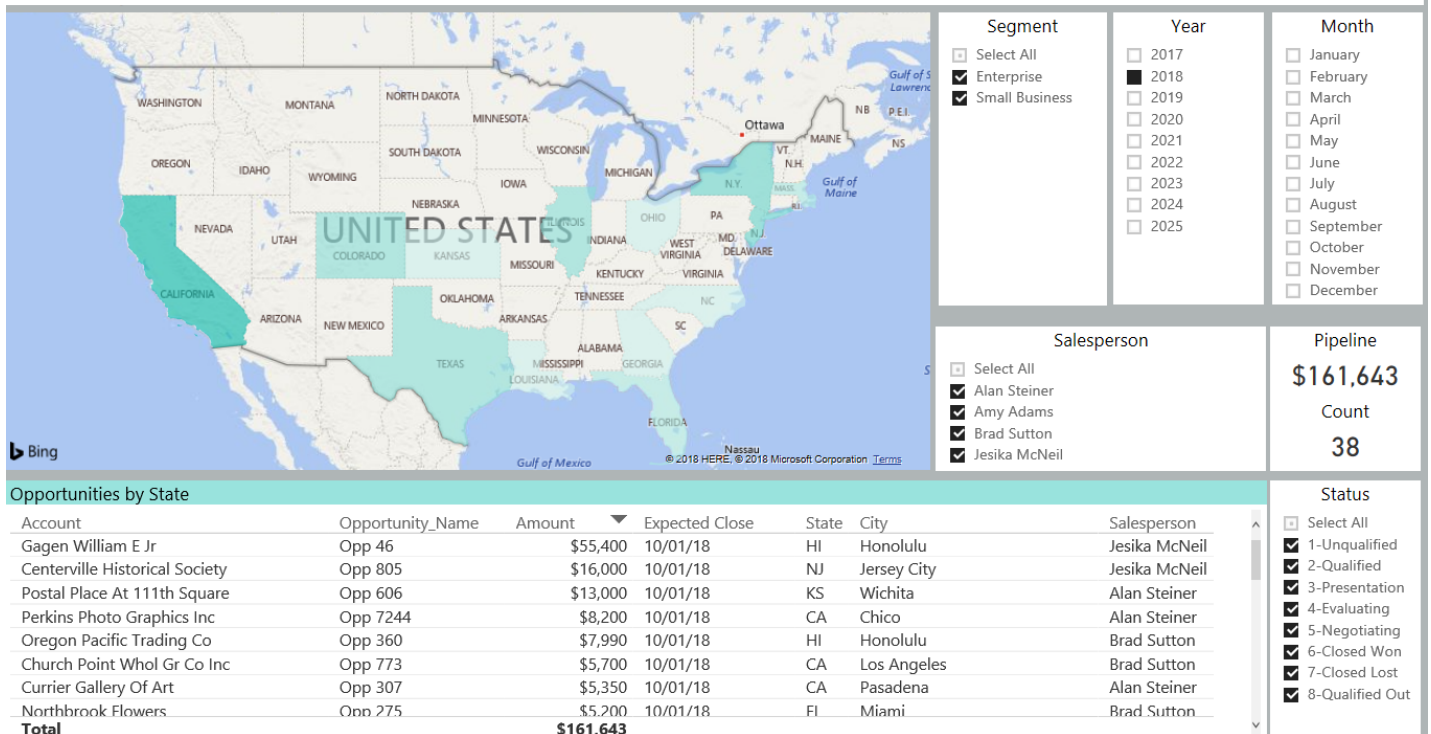 WASHINGTON
MONTANA
NORTH DAKOTA
MINNESOTA
OREGON
IDAHO
WYOMING
SOUTH DAKOTA
WISCONSIN
MICHIGAN
IOWA
NEBRASKA
NEVADA
UTAH
UNITED STATES
COLORADO
KANSAS
ILLINOIS
INDIANA
OHIO
PA
MISSOURI
KENTUCKY
WEST
VIRGINIA
MD
DELAWARE
VIRGINIA
CALIFORNIA
ARIZONA
NEW MEXICO
OKLAHOMA
ARKANSAS
TENNESSEE
NC
SC
TEXAS
MISSISSIPPI
ALABAMA
GEORGIA
LOUISIANA
FLORIDA
Ottawa
MAINE
VT.
N.H.
N.Y.
MASS.
R.I.
N.J.
NB
P.E.I.
NS
Gulf of S
Lawrenc
Gulf of
Maine
S
Gulf of Mexico
Nassau
Bing
© 2018 HERE, © 2018 Microsoft Corporation Terms
Segment
Select All
Enterprise
Small Business
Year
2017
2018
2019
2020
2021
2022
2023
2024
2025
Month
January
February
March
April
May
June
July
August
September
October
November
December
Salesperson
Select All
Alan Steiner
Amy Adams
Brad Sutton
Jesika McNeil
Pipeline
$161,643
Count
38
Opportunities by State
Account Opportunity_Name Amount Expected Close State City Salesperson
Gagen William E Jr Opp 46 $55,400 10/01/18 HI Honolulu Jesika McNeil
Centerville Historical Society Opp 805 $16,000 10/01/18 NJ Jersey City Jesika McNeil
Postal Place At 111th Square Opp 606 $13,000 10/01/18 KS Wichita Alan Steiner
Perkins Photo Graphics Inc Opp 7244 $8,200 10/01/18 CA Chico Alan Steiner
Oregon Pacific Trading Co Opp 360 $7,990 10/01/18 HI Honolulu Brad Sutton
Church Point Whol Gr Co Inc Opp 773 $5,700 10/01/18 CA Los Angeles Brad Sutton
Currier Gallery Of Art Opp 307 $5,350 10/01/18 CA Pasadena Alan Steiner
Northbrook Flowers Opp 275 $5,200 10/01/18 FL Miami Brad Sutton
Total $161,643
Status
Select All
1-Unqualified
2-Qualified
3-Presentation
4-Evaluating
5-Negotiating
6-Closed Won
7-Closed Lost
8-Qualified Out